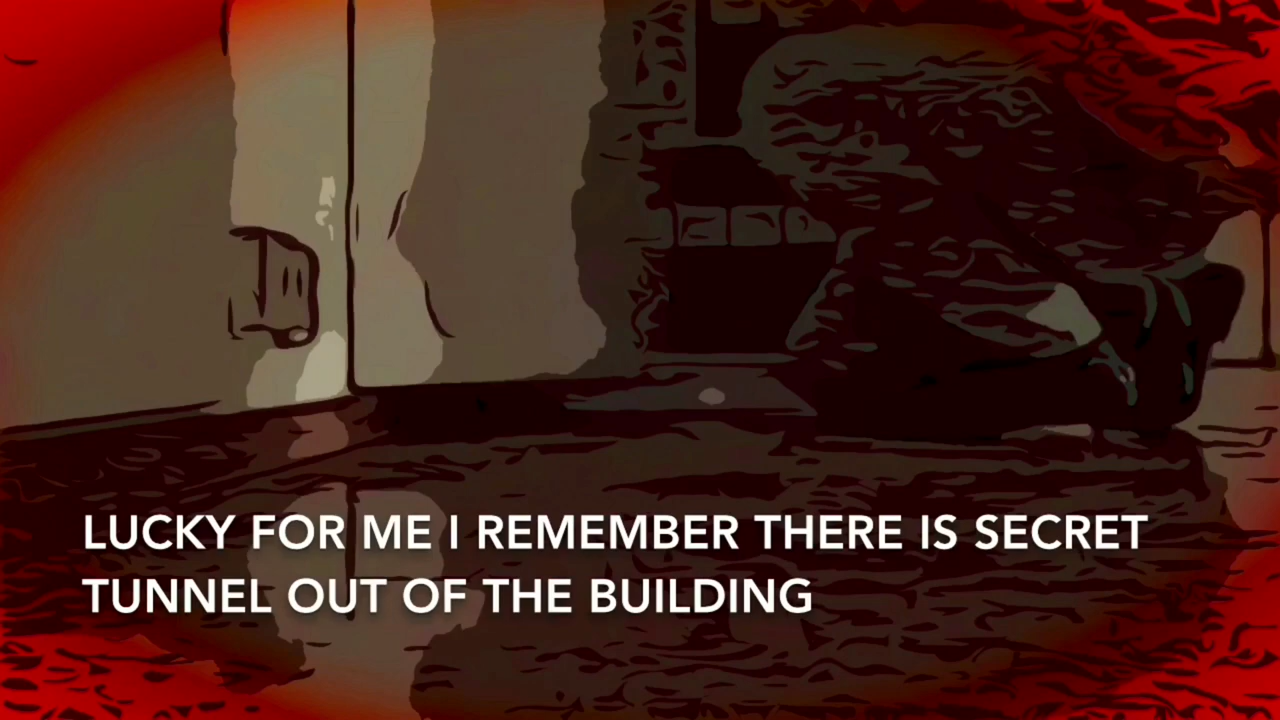 LUCKY FOR ME I REMEMBER THERE IS SECRET
TUNNEL OUT OF THE BUILDING